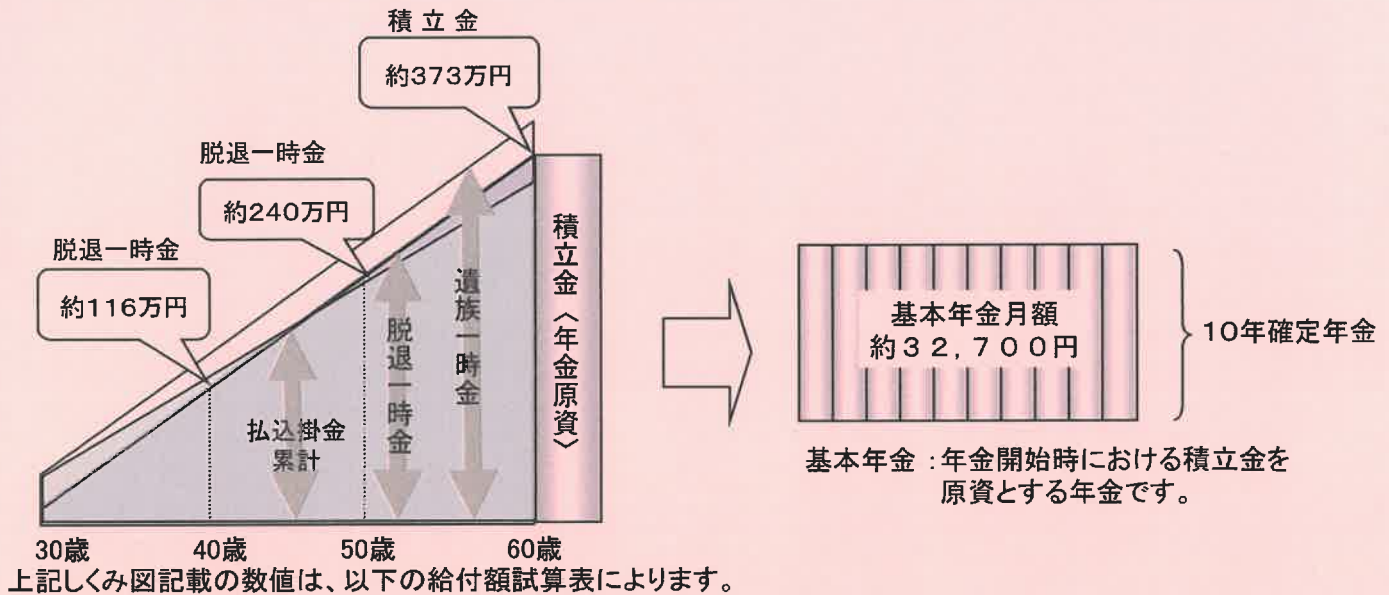 積立金
約373万円
脱退一時金
約240万円
脱退一時金
約116万円
払込掛金
累計
脱退一時金
遺族一時金
積立金〈年金原資〉
基本年金月額
約32,700円
10年確定年金
基本年金:年金開始時における積立金を
原資とする年金です。
30歳 40歳 50歳 60歳
上記しくみ図記載の数値は、以下の給付額試算表によります。